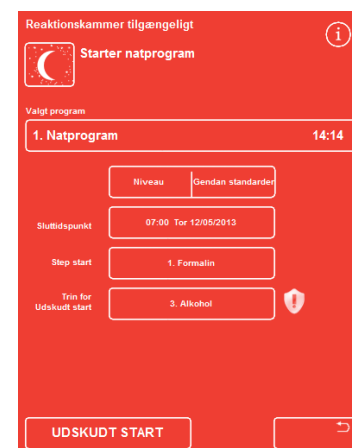 Reaktionskammer tilgængeligt
Starter natprogram
Valgt program
1. Natprogram 14:14
Niveau Gendan standarder
Sluttidspunkt 07:00 Tor 12/05/2013
Step start 1. Formalin
Trin for
Udskudt start 3. Alkohol
UDSKUDT START